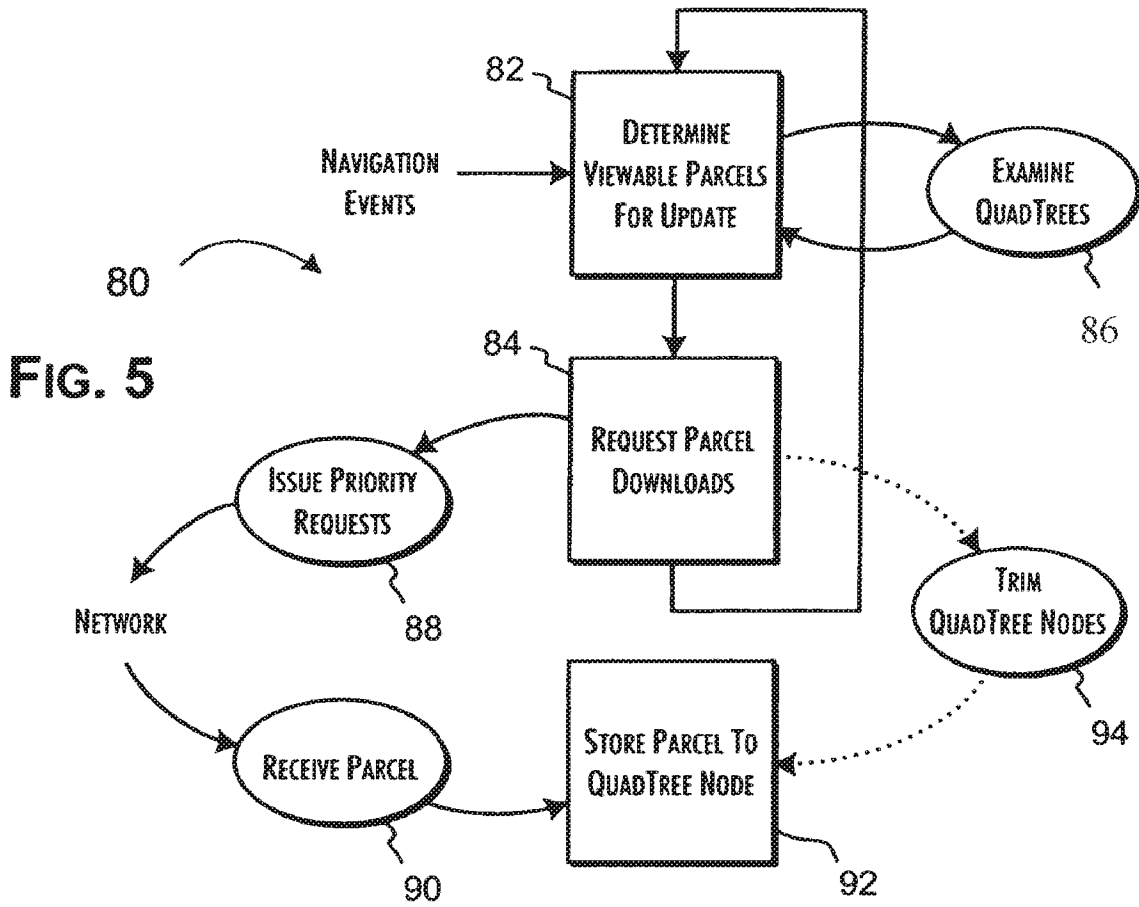 82
DETERMINE
VIEWABLE PARCELS
FOR UPDATE
NAVIGATION
EVENTS
EXAMINE
QUADTREES
86
80
FIG. 5
84
REQUEST PARCEL
DOWNLOADS
ISSUE PRIORITY
REQUESTS
88
NETWORK
TRIM
QUADTREE NODES
94
RECEIVE PARCEL
90
STORE PARCEL TO
QUADTREE NODE
92